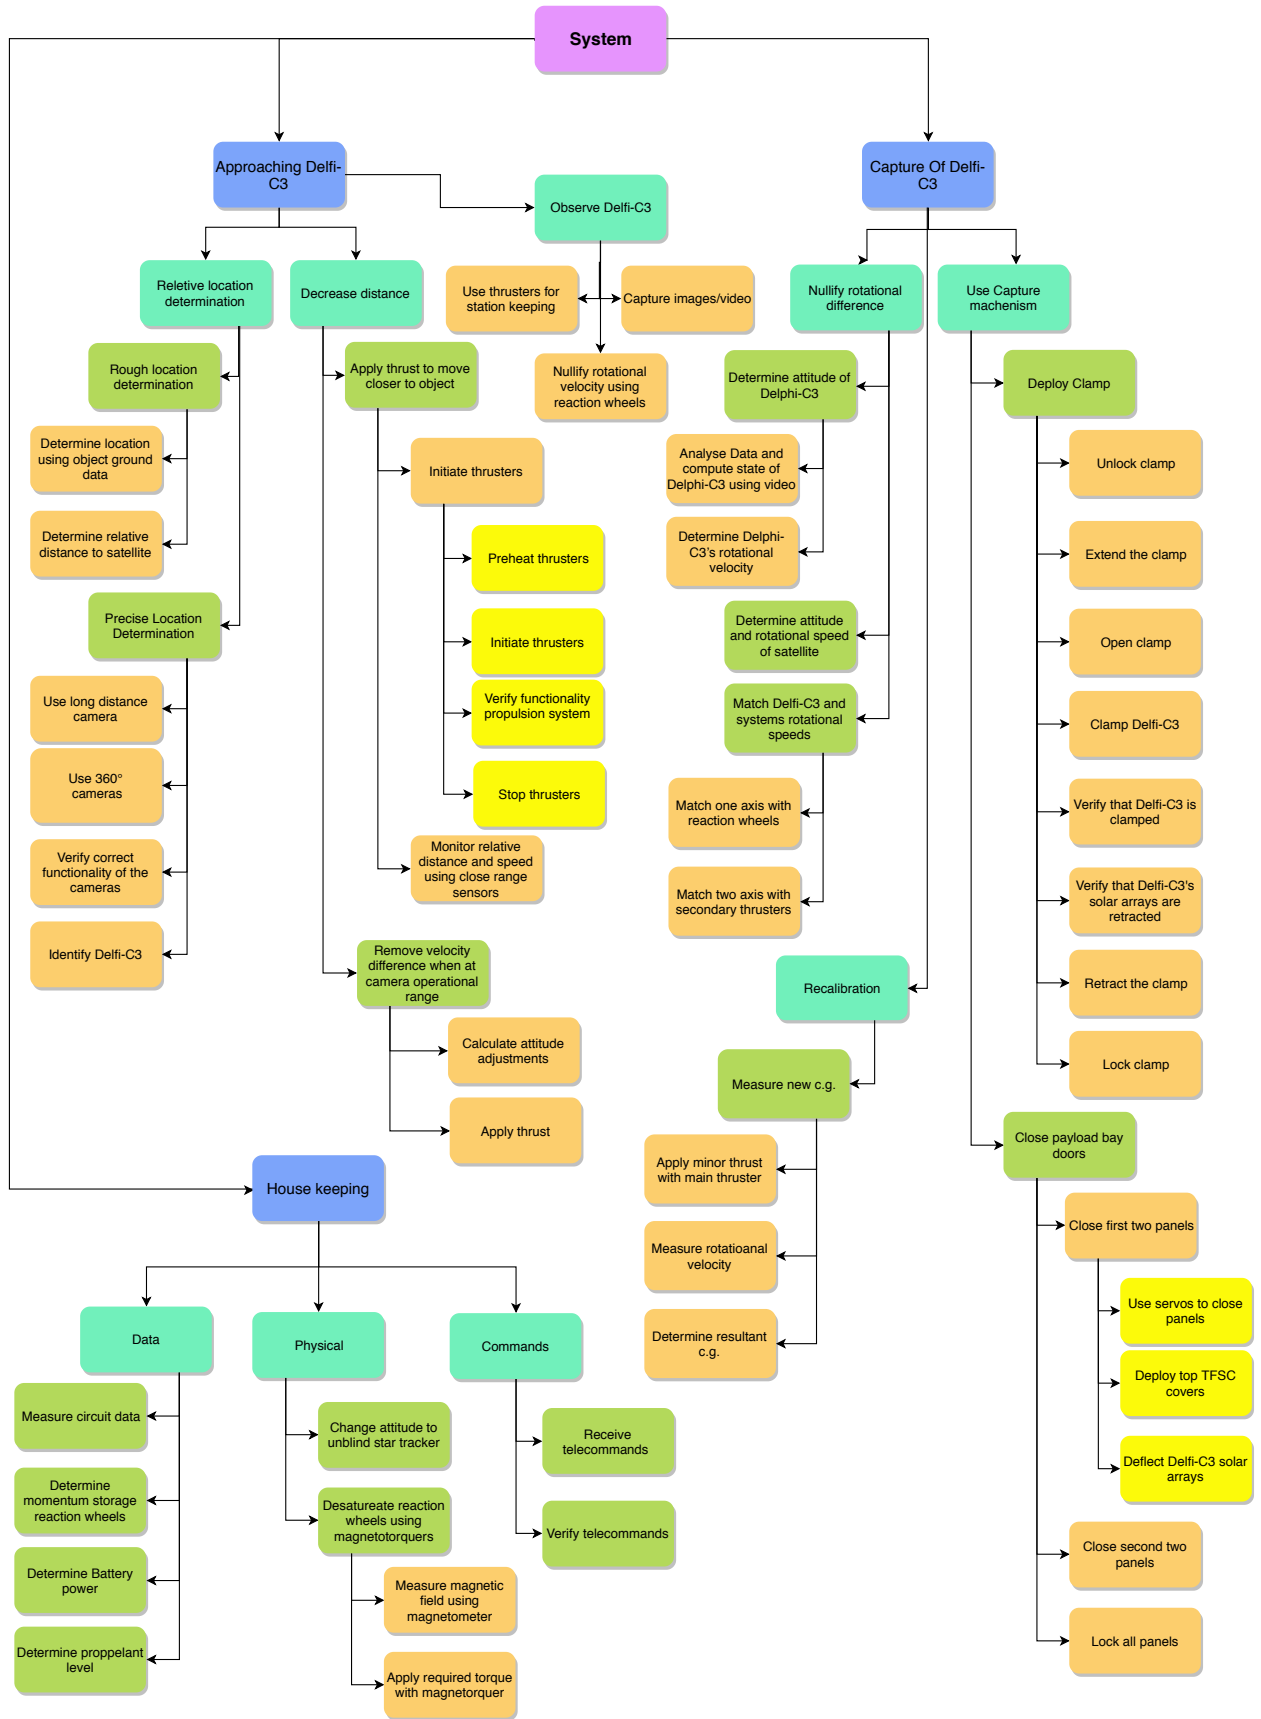 System
Approaching Delfi-
C3
Observe Delfi-C3
Reletive location
determination
Decrease distance
Use thrusters for
station keeping
Capture images/video
Nullify rotational
velocity using
reaction wheels
Rough location
determination
Determine location
using object ground
data
Determine relative
distance to satellite
Precise Location
Determination
Use long distance
camera
Use 360°
cameras
Verify correct
functionality of the
cameras
Identify Delfi-C3
Apply thrust to move
closer to object
Initiate thrusters
Preheat thrusters
Initiate thrusters
Verify functionality
propulsion system
Stop thrusters
Monitor relative
distance and speed
using close range
sensors
Remove velocity
difference when at
camera operational
range
Calculate attitude
adjustments
Apply thrust
Capture Of Delfi-
C3
Nullify rotational
difference
Use Capture
machenism
Determine attitude of
Delphi-C3
Analyse Data and
compute state of
Delphi-C3 using video
Determine Delphi-
C3's rotational
velocity
Determine attitude
and rotational speed
of satellite
Match Delfi-C3 and
systems rotational
speeds
Match one axis with
reaction wheels
Match two axis with
secondary thrusters
Recalibration
Measure new c.g.
Apply minor thrust
with main thruster
Measure rotatioanal
velocity
Determine resultant
c.g.
Deploy Clamp
Unlock clamp
Extend the clamp
Open clamp
Clamp Delfi-C3
Verify that Delfi-C3 is
clamped
Verify that Delfi-C3's
solar arrays are
retracted
Retract the clamp
Lock clamp
Close payload bay
doors
Close first two panels
Use servos to close
panels
Deploy top TFSC
covers
Deflect Delfi-C3 solar
arrays
Close second two
panels
Lock all panels
House keeping
Data
Physical
Commands
Measure circuit data
Determine
momentum storage
reaction wheels
Determine Battery
power
Determine proppelant
level
Change attitude to
unblind star tracker
Desatureate reaction
wheels using
magnetotorquers
Measure magnetic
field using
magnetometer
Apply required torque
with magnetorquer
Receive
telecommands
Verify telecommands